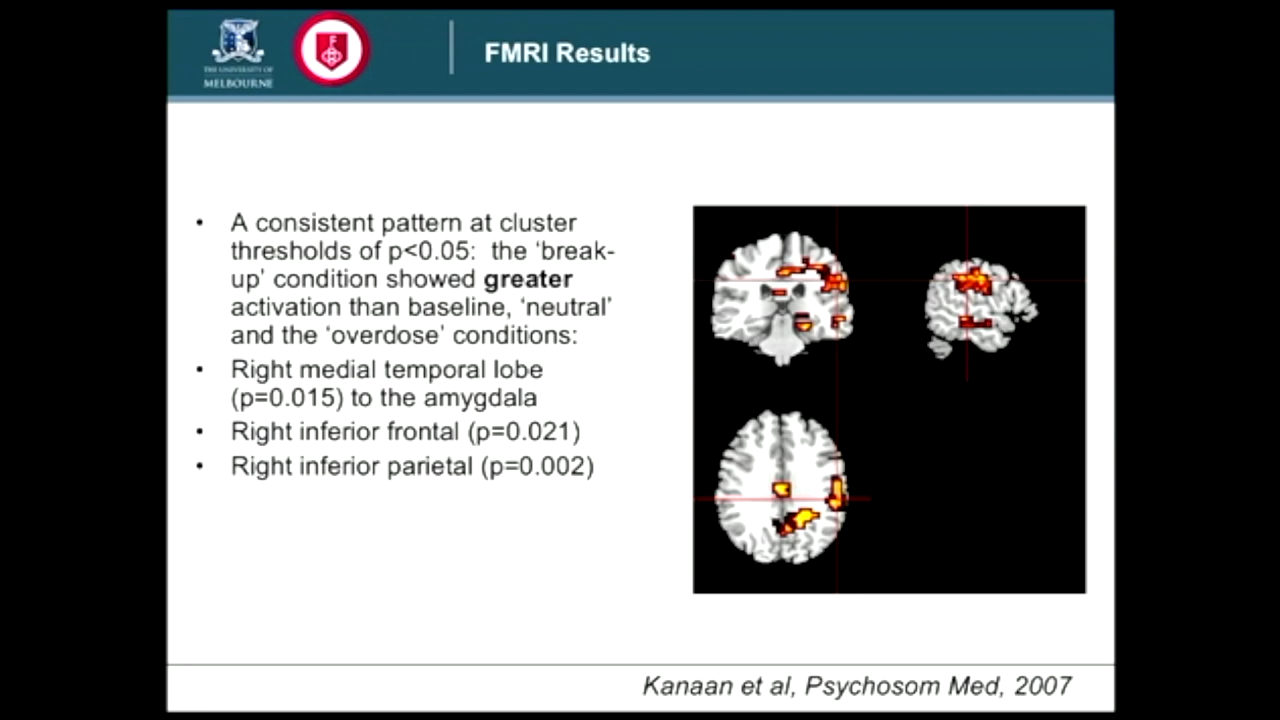 THE UNIVERSITY OF
MELBOURNE
FMRI Results
• A consistent pattern at cluster
thresholds of p<0.05:  the ‘break-
up’ condition showed greater
activation than baseline, ‘neutral’
and the ‘overdose’ conditions:
• Right medial temporal lobe
(p=0.015) to the amygdala
• Right inferior frontal (p=0.021)
• Right inferior parietal (p=0.002)
Kanaan et al, Psychosom Med, 2007